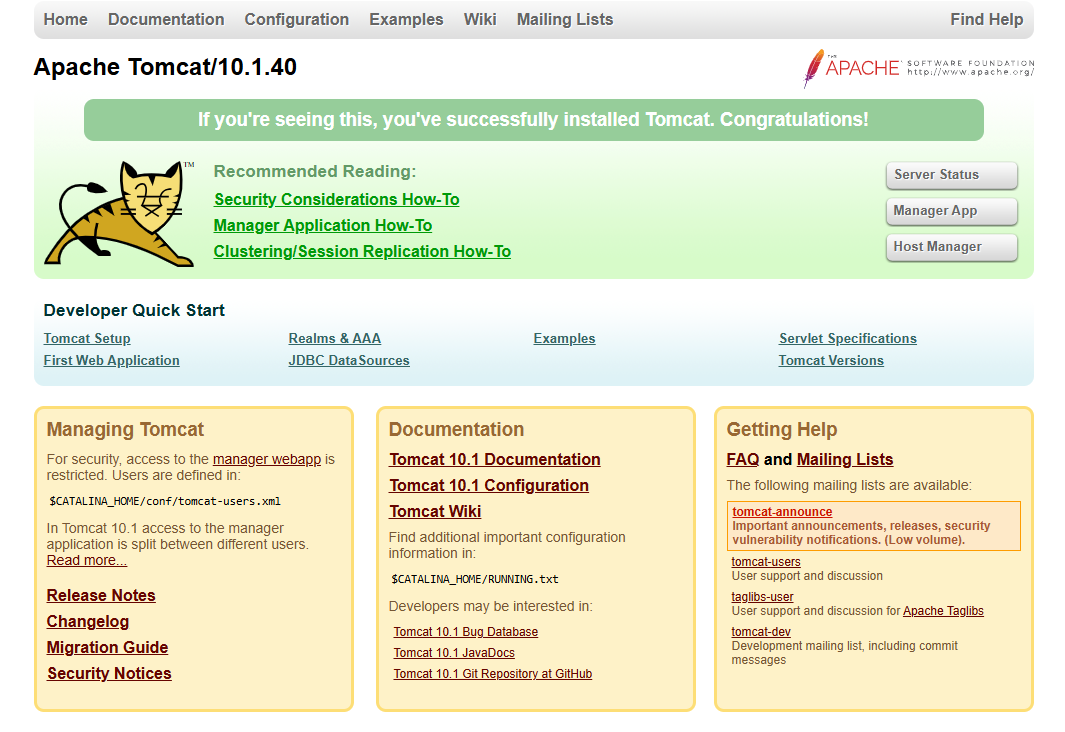 Home Documentation Configuration Examples Wiki Mailing Lists Find Help
Apache Tomcat/10.1.40
THE APACHE SOFTWARE FOUNDATION
http://www.apache.org/
If you're seeing this, you've successfully installed Tomcat. Congratulations!
TM
Recommended Reading:
Security Considerations How-To
Manager Application How-To
Clustering/Session Replication How-To
Server Status
Manager App
Host Manager
Developer Quick Start
Tomcat Setup
First Web Application
Realms & AAA
JDBC DataSources
Examples
Servlet Specifications
Tomcat Versions
Managing Tomcat
For security, access to the manager webapp is
restricted. Users are defined in:
$CATALINA_HOME/conf/tomcat-users.xml
In Tomcat 10.1 access to the manager
application is split between different users.
Read more...
Release Notes
Changelog
Migration Guide
Security Notices
Documentation
Tomcat 10.1 Documentation
Tomcat 10.1 Configuration
Tomcat Wiki
Find additional important configuration
information in:
$CATALINA_HOME/RUNNING.txt
Developers may be interested in:
Tomcat 10.1 Bug Database
Tomcat 10.1 JavaDocs
Tomcat 10.1 Git Repository at GitHub
Getting Help
FAQ and Mailing Lists
The following mailing lists are available:
tomcat-announce
Important announcements, releases, security
vulnerability notifications. (Low volume).
tomcat-users
User support and discussion
taglibs-user
User support and discussion for Apache Taglibs
tomcat-dev
Development mailing list, including commit
messages